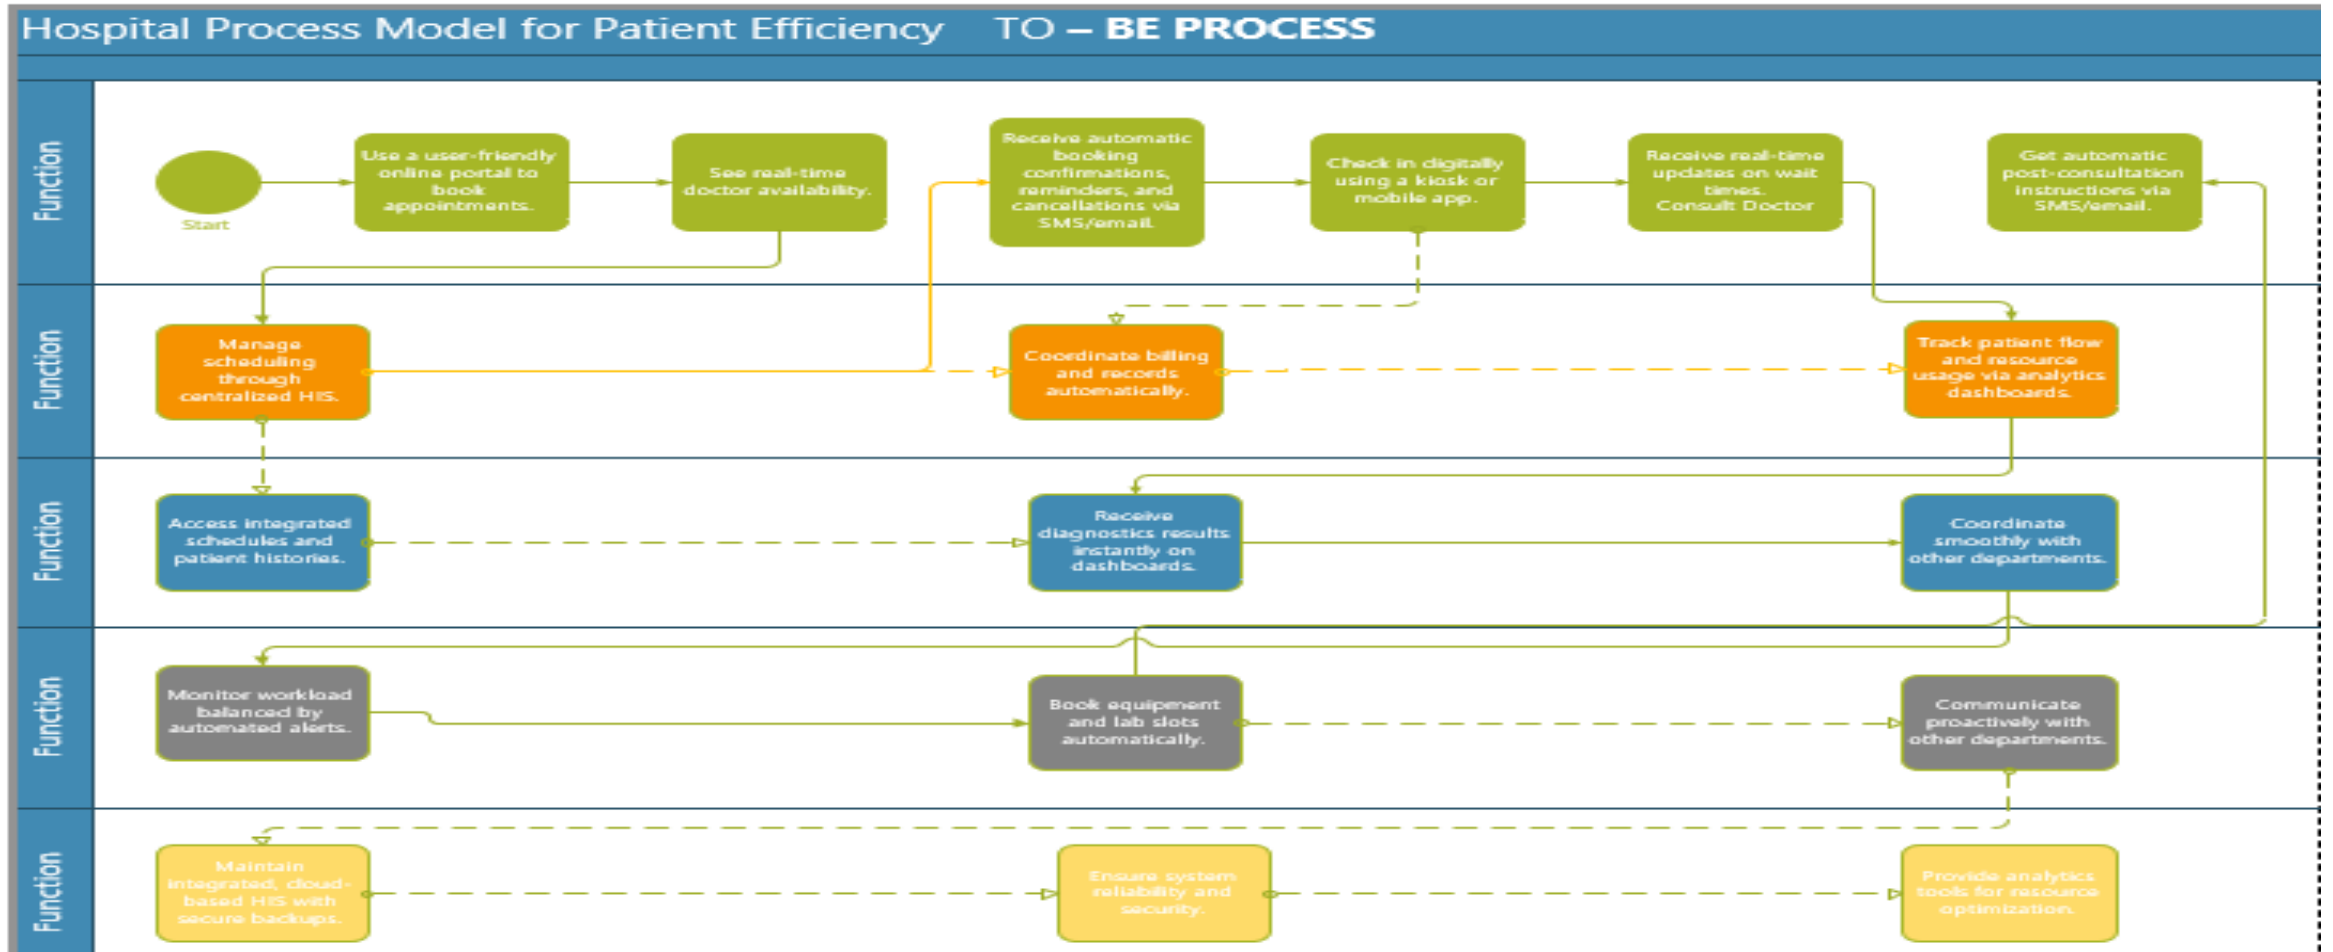 Hospital Process Model for Patient Efficiency TO – BE PROCESS
Function
Start
Use a user-friendly
online portal to
book
appointments.
See real-time
doctor availability.
Receive automatic
booking
confirmations,
reminders, and
cancellations via
SMS/email.
Check in digitally
using a kiosk or
mobile app.
Receive real-time
updates on wait
times.
Consult Doctor
Get automatic
post-consultation
instructions via
SMS/email.
Function
Manage
scheduling
through
centralized HIS.
Coordinate billing
and records
automatically.
Track patient flow
and resource
usage via analytics
dashboards.
Function
Access integrated
schedules and
patient histories.
Receive
diagnostics results
instantly on
dashboards.
Coordinate
smoothly with
other departments.
Function
Monitor workload
balanced by
automated alerts.
Book equipment
and lab slots
automatically.
Communicate
proactively with
other departments.
Function
Maintain
integrated, cloud-
based HIS with
secure backups.
Ensure system
reliability and
security.
Provide analytics
tools for resource
optimization.